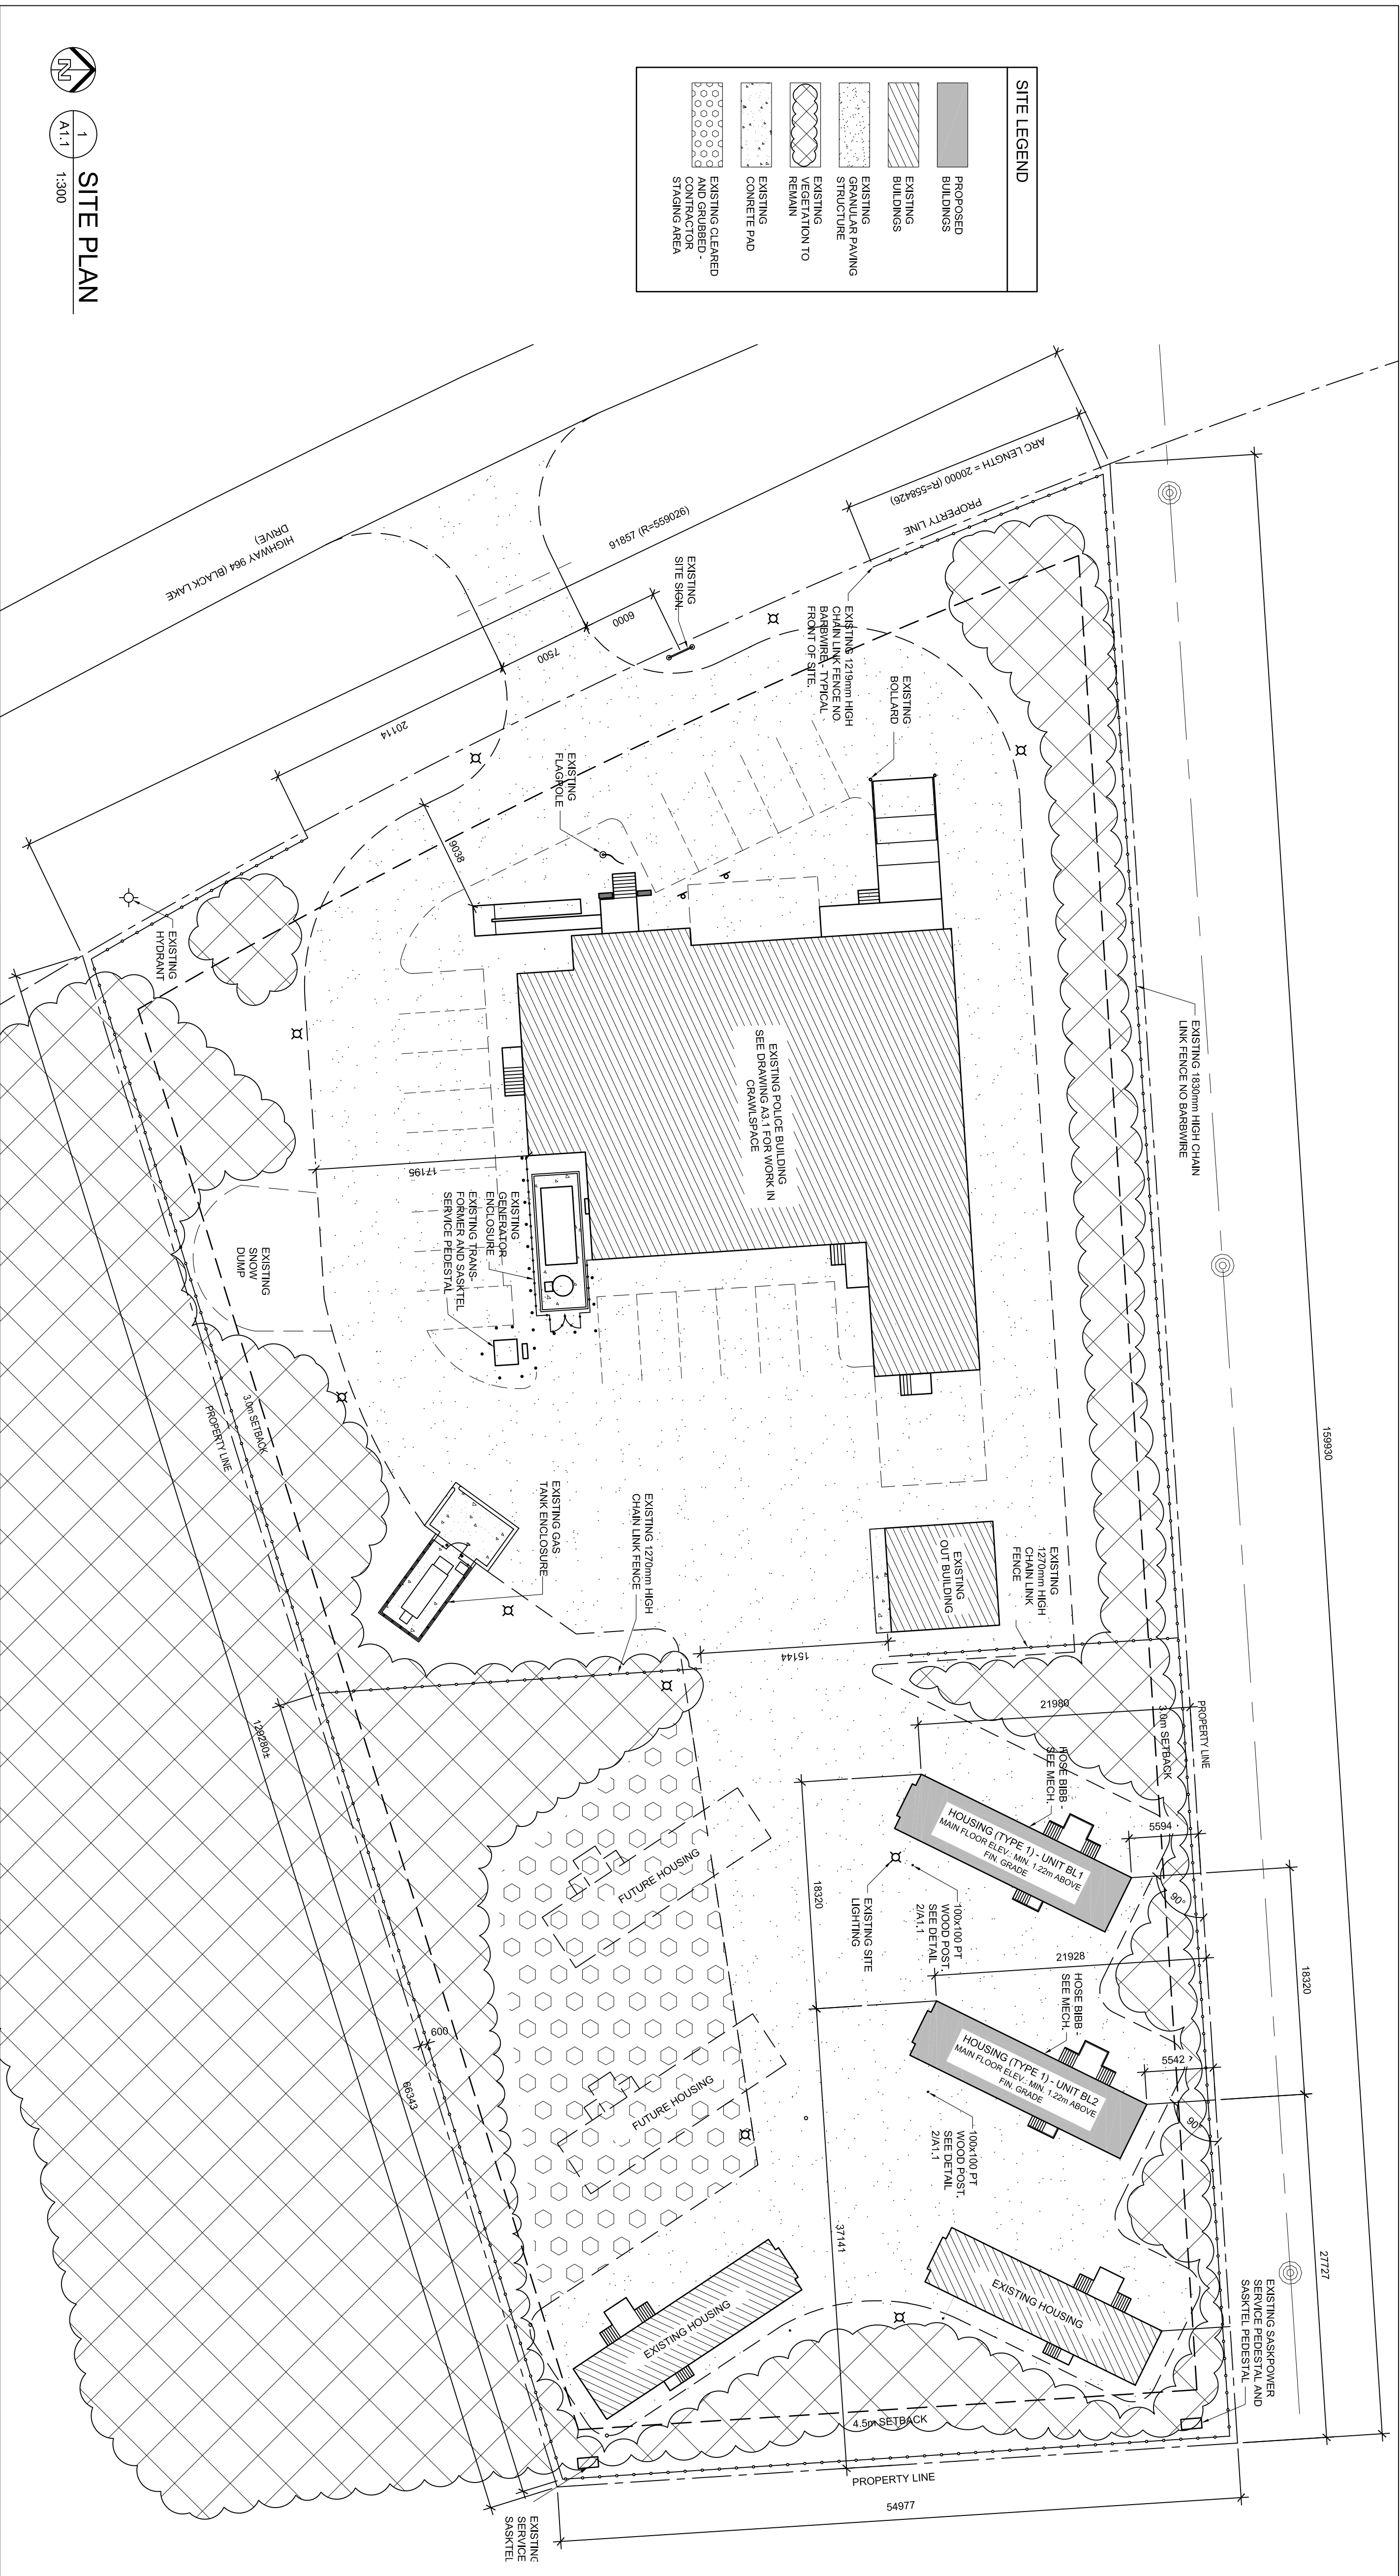 SITE LEGEND
PROPOSED
BUILDINGS
EXISTING
BUILDINGS
EXISTING
GRANULAR PAVING
STRUCTURE
EXISTING
VEGETATION TO
REMAIN
EXISTING
CONRETE PAD
EXISTING CLEARED
AND GRUBBED -
CONTRACTOR
STAGING AREA
N
1
A1.1
SITE PLAN
1:300
HIGHWAY 964 (BLACK LAKE
DRIVE)
ARC LENGTH = 20000 (R=558426)
PROPERTY LINE
91857 (R=559026)
EXISTING
SITE SIGN.
6000
7500
20114
9038
EXISTING 1219mm HIGH
CHAIN LINK FENCE NO
BARBWIRE - TYPICAL
FRONT OF SITE.
EXISTING
BOLLARD
EXISTING
FLAGPOLE
EXISTING
HYDRANT
EXISTING 1830mm HIGH CHAIN
LINK FENCE NO BARBWIRE
159930
EXISTING POLICE BUILDING
SEE DRAWING A3.1 FOR WORK IN
CRAWLSPACE
17195
EXISTING
GENERATOR
ENCLOSURE
EXISTING TRANS-
FORMER AND SASKTEL
SERVICE PEDESTAL
EXISTING
SNOW
DUMP
3.0m SETBACK
PROPERTY LINE
EXISTING GAS
TANK ENCLOSURE
EXISTING 1270mm HIGH
CHAIN LINK FENCE
EXISTING
OUT BUILDING
EXISTING
1270mm HIGH
CHAIN LINK
FENCE
15144
129280±
21980
PROPERTY LINE
3.0m SETBACK
HOSE BIBB -
SEE MECH.
5594
HOUSING (TYPE 1) - UNIT BL1
MAIN FLOOR ELEV.: MIN. 1.22m ABOVE
FIN. GRADE
90°
18320
18320
EXISTING SITE
LIGHTING
100x100 PT
WOOD POST.
SEE DETAIL
2/A1.1
21928
HOSE BIBB -
SEE MECH.
5542
HOUSING (TYPE 1) - UNIT BL2
MAIN FLOOR ELEV.: MIN. 1.22m ABOVE
FIN. GRADE
90°
100x100 PT
WOOD POST.
SEE DETAIL
2/A1.1
FUTURE HOUSING
FUTURE HOUSING
600
66343
37141
27727
EXISTING HOUSING
EXISTING HOUSING
EXISTING SASKPOWER
SERVICE PEDESTAL AND
SASKTEL PEDESTAL
4.5m SETBACK
PROPERTY LINE
54977
EXISTING
SERVICE
SASKTEL